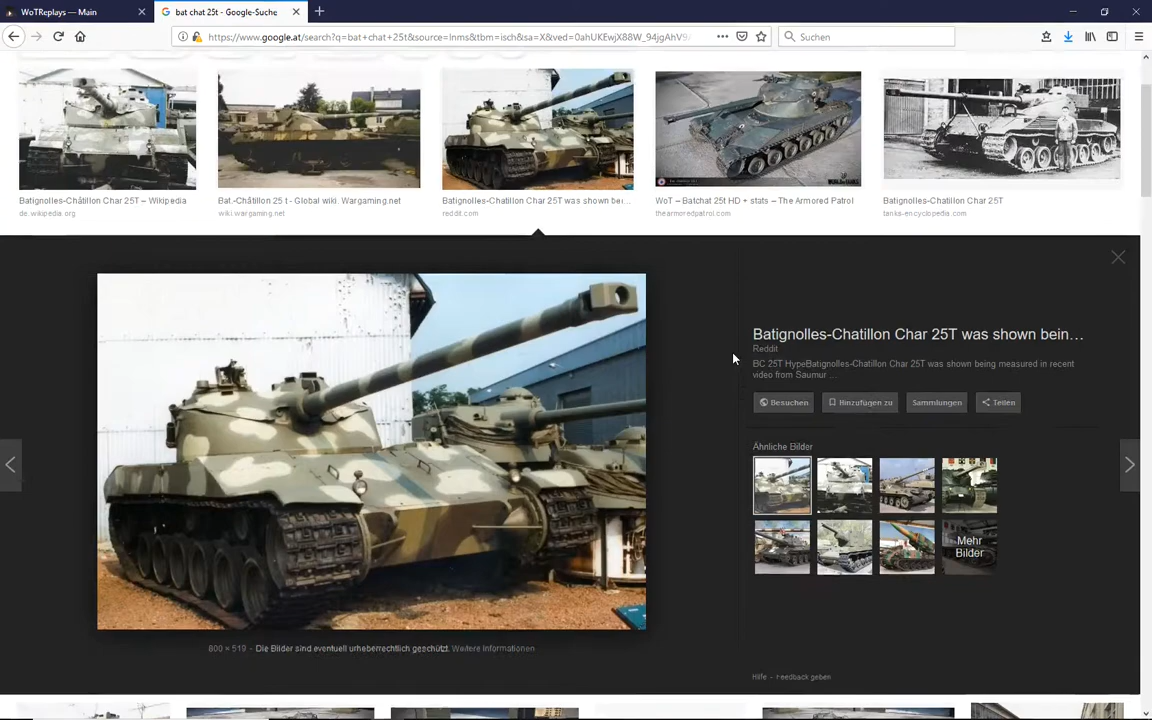 WoTReplays — Main
bat chat 25t - Google-Suche
https://www.google.at/search?q=bat+chat+25t&source=lnms&tbm=isch&sa=X&ved=0ahUKEwjX88W_94jgAhV9
Suchen
Batignolles-Châtillon Char 25T – Wikipedia
de.wikipedia.org
Bat.-Châtillon 25 t - Global wiki. Wargaming.net
wiki.wargaming.net
Batignolles-Chatillon Char 25T was shown bei...
reddit.com
WoT – Batchat 25t HD + stats – The Armored Patrol
thearmoredpatrol.com
Batignolles-Chatillon Char 25T
tanks-encyclopedia.com
Batignolles-Chatillon Char 25T was shown bein...
Reddit
BC 25T HypeBatignolles-Chatillon Char 25T was shown being measured in recent
video from Saumur ...
Besuchen
Hinzufügen zu
Sammlungen
Teilen
Ähnliche Bilder
Mehr
Bilder
800 × 519 - Die Bilder sind eventuell urheberrechtlich geschützt. Weitere Informationen
Hilfe - Feedback geben